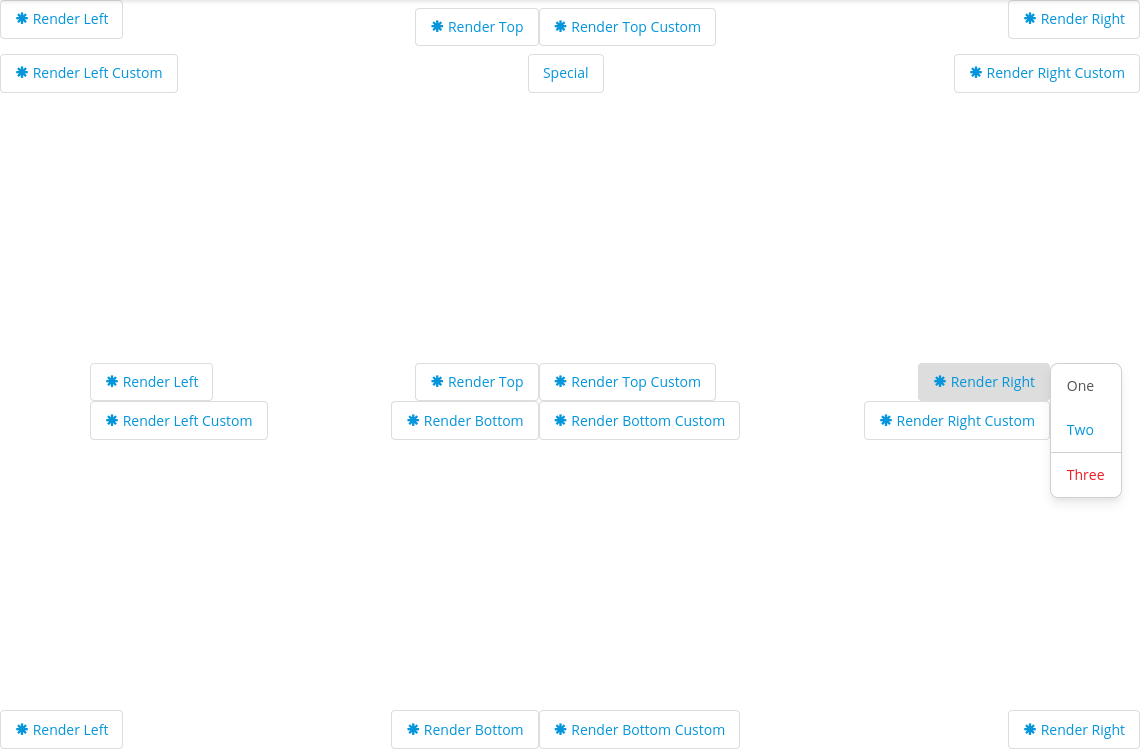 Render Left
Render Top
Render Top Custom
Render Right
Render Left Custom
Special
Render Right Custom
Render Left
Render Top
Render Top Custom
Render Right
One
Render Left Custom
Render Bottom
Render Bottom Custom
Render Right Custom
Two
Three
Render Left
Render Bottom
Render Bottom Custom
Render Right